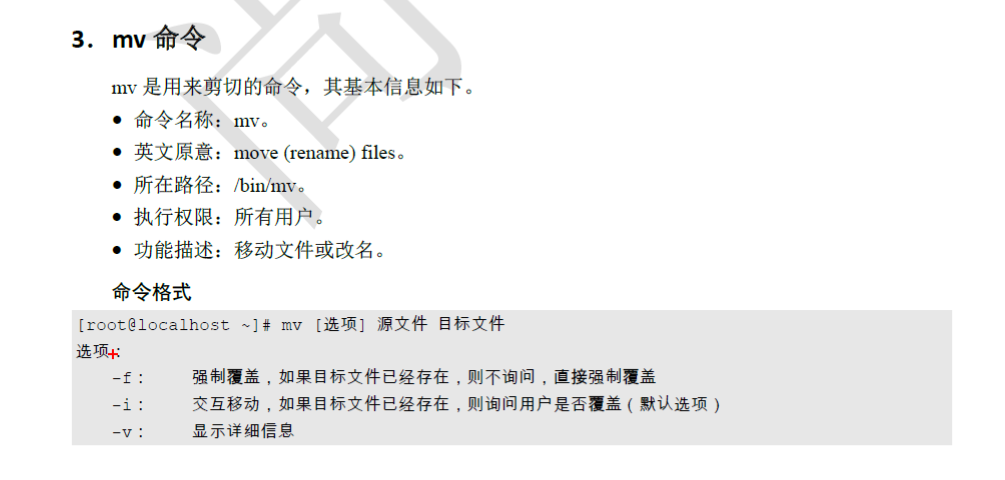 3. mv 命令
mv 是用来剪切的命令，其基本信息如下。
● 命令名称：mv。
● 英文原意：move (rename) files。
● 所在路径：/bin/mv。
● 执行权限：所有用户。
● 功能描述：移动文件或改名。
命令格式
[root@localhost ~]# mv [选项] 源文件 目标文件
选项：
-f： 强制覆盖，如果目标文件已经存在，则不询问，直接强制覆盖
-i： 交互移动，如果目标文件已经存在，则询问用户是否覆盖（默认选项）
-v： 显示详细信息